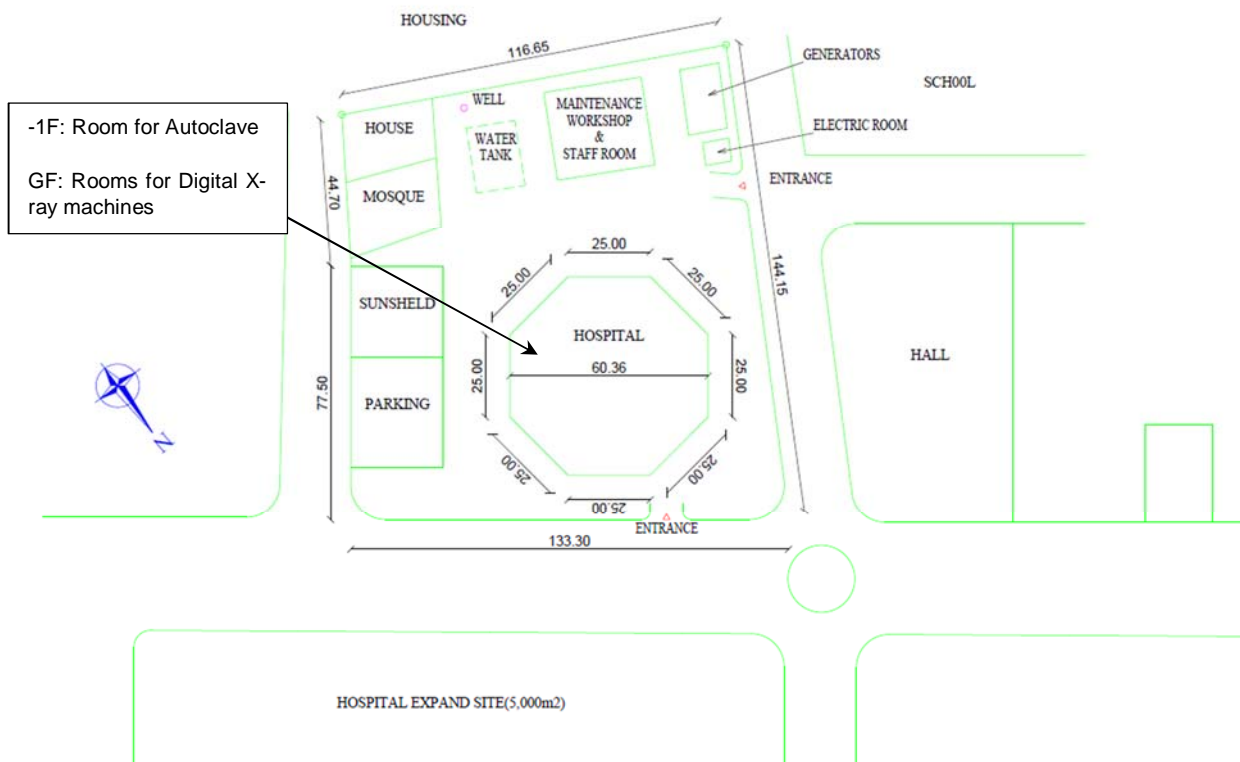 HOUSING
116.65
GENERATORS
SCH00L
-1F: Room for Autoclave
GF: Rooms for Digital X-
ray machines
WELL
MAINTENANCE
WORKSHOP
&
STAFF ROOM
HOUSE
WATER
TANK
ELECTRIC ROOM
ENTRANCE
MOSQUE
44.70
25.00
25.00
25.00
144.15
SUNSHELD
HOSPITAL
60.36
25.00
25.00
HALL
77.50
PARKING
N
25.00
25.00
25.00
ENTRANCE
133.30
HOSPITAL EXPAND SITE(5,000m2)